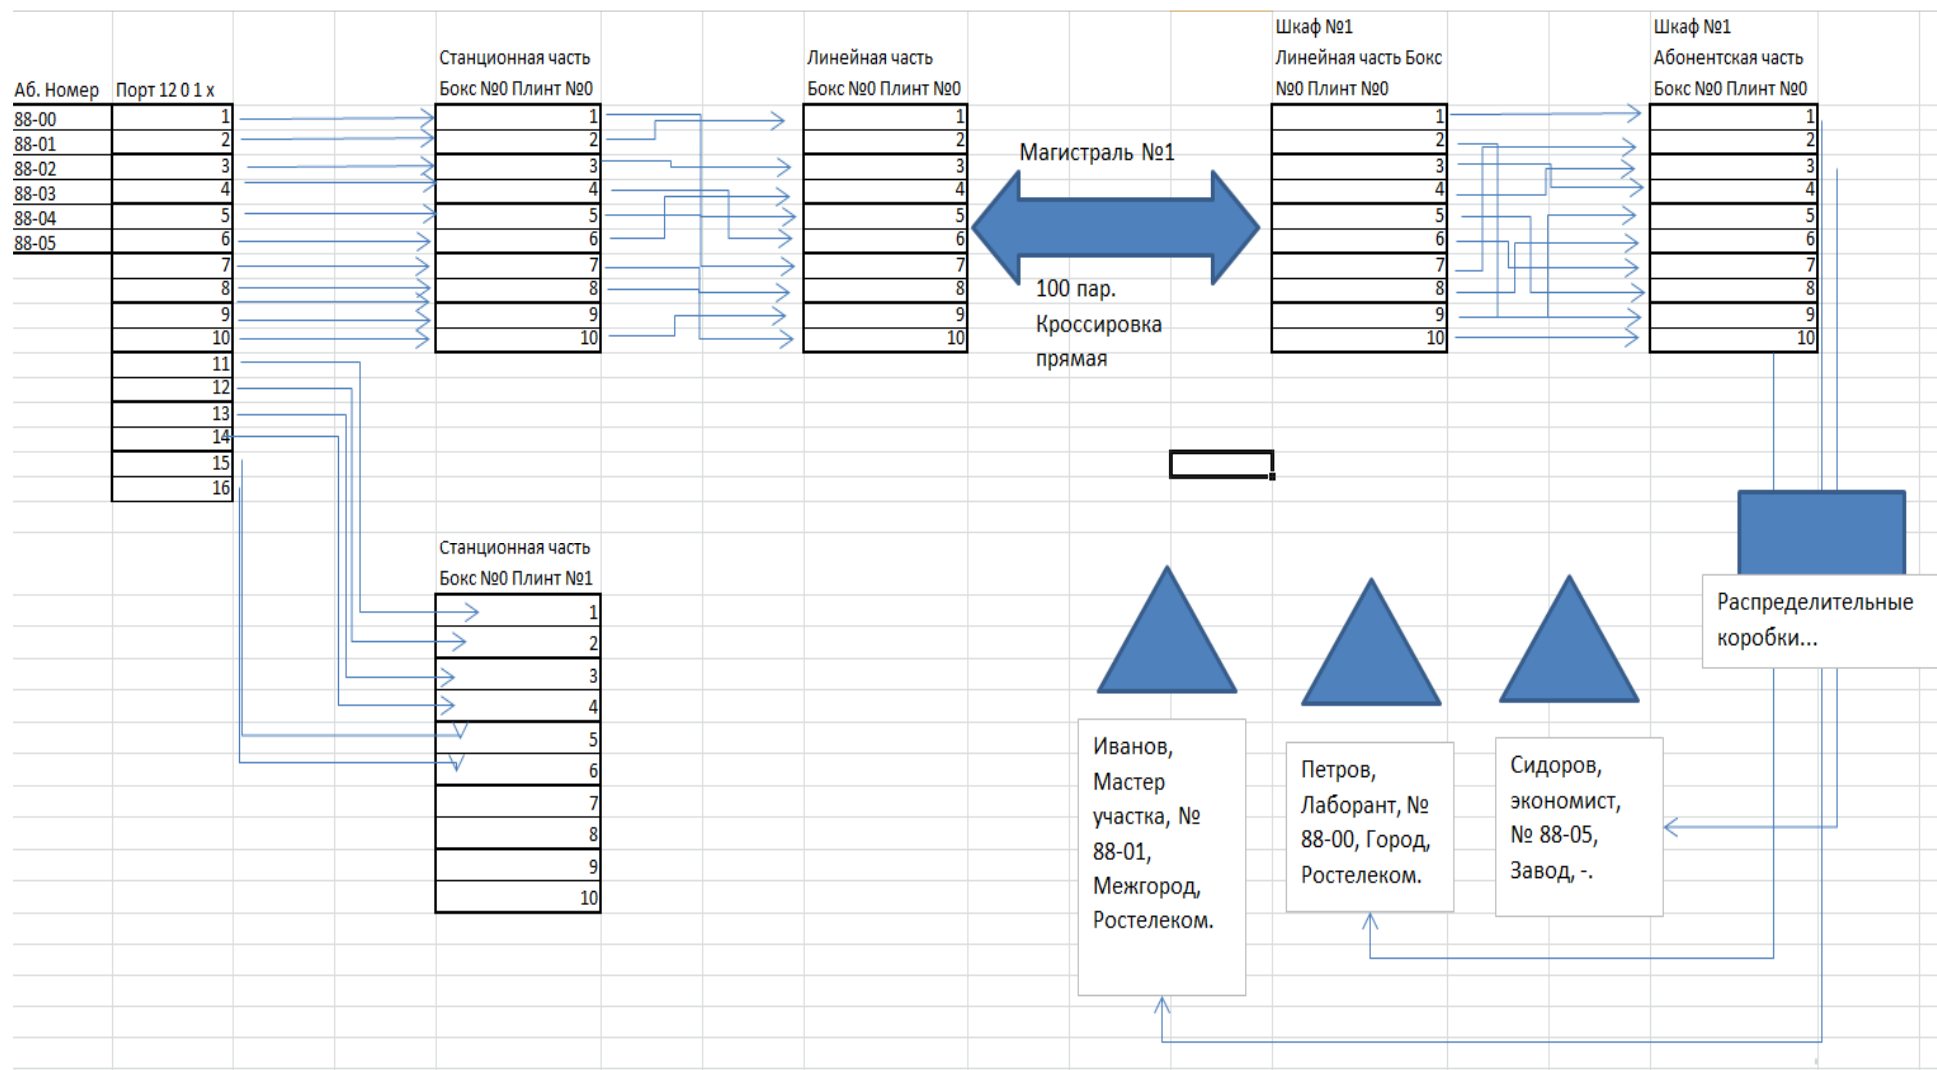 Аб. Номер
Порт 12 0 1 x
88-00
88-01
88-02
88-03
88-04
88-05
1
2
3
4
5
6
7
8
9
10
11
12
13
14
15
16
Станционная часть
Бокс №0 Плинт №0
1
2
3
4
5
6
7
8
9
10
Линейная часть
Бокс №0 Плинт №0
1
2
3
4
5
6
7
8
9
10
Магистраль №1
100 пар.
Кроссировка
прямая
Шкаф №1
Линейная часть Бокс
№0 Плинт №0
1
2
3
4
5
6
7
8
9
10
Шкаф №1
Абонентская часть
Бокс №0 Плинт №0
1
2
3
4
5
6
7
8
9
10
Станционная часть
Бокс №0 Плинт №1
1
2
3
4
5
6
7
8
9
10
Распределительные
коробки...
Иванов,
Мастер
участка, №
88-01,
Межгород,
Ростелеком.
Петров,
Лаборант, №
88-00, Город,
Ростелеком.
Сидоров,
экономист,
№ 88-05,
Завод, -.